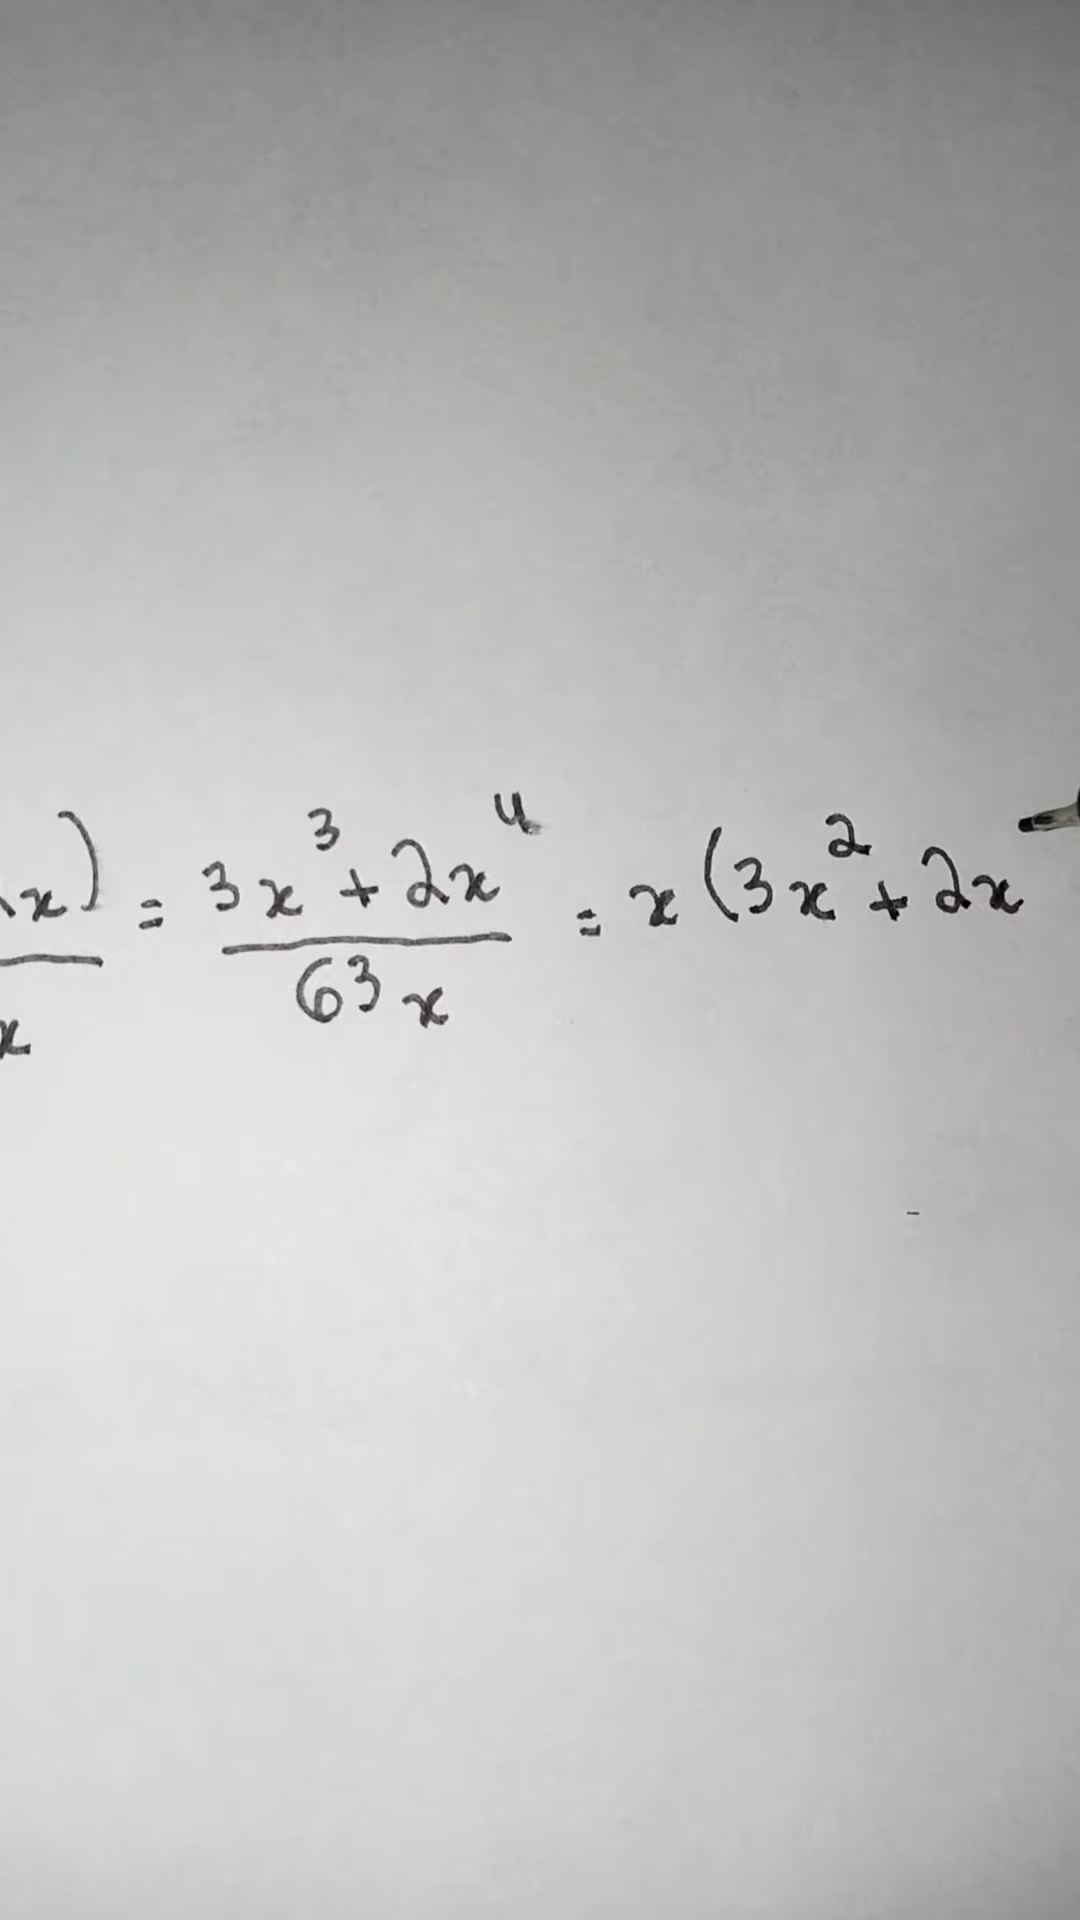 x) = 3x³ + 2x⁴ = x(3x² + 2x
x 63x